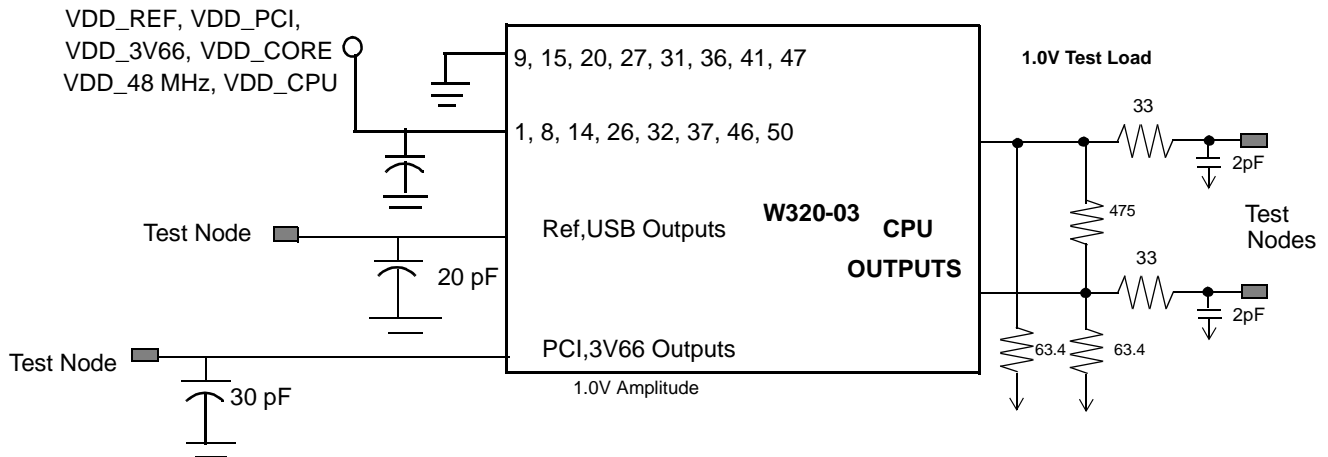 VDD_REF, VDD_PCI,
VDD_3V66, VDD_CORE
VDD_48 MHz, VDD_CPU
9, 15, 20, 27, 31, 36, 41, 47
1, 8, 14, 26, 32, 37, 46, 50
1.0V Test Load
33
2pF
Test Node
Ref,USB Outputs
W320-03
CPU
OUTPUTS
475
Test
Nodes
20 pF
33
2pF
Test Node
PCI,3V66 Outputs
63.4
63.4
30 pF
1.0V Amplitude